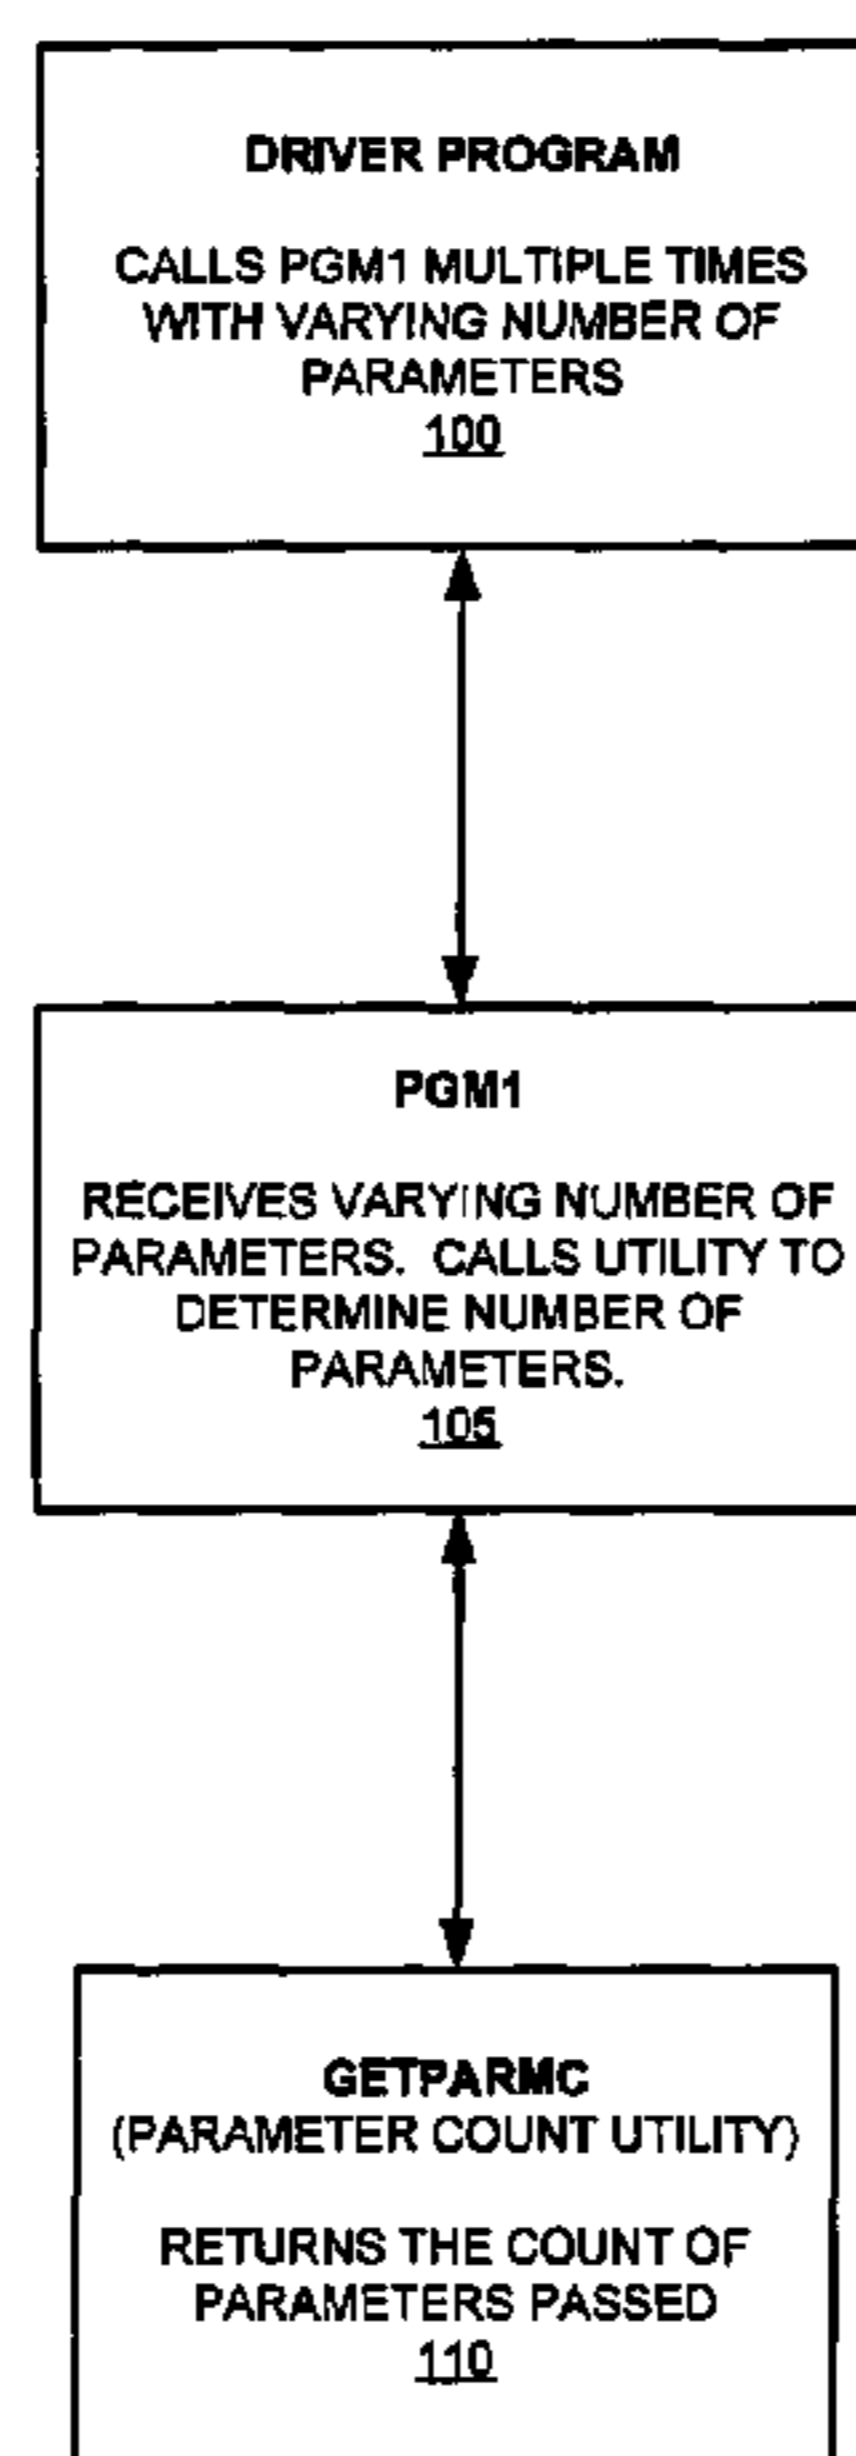 DRIVER PROGRAM
CALLS PGM1 MULTIPLE TIMES
WITH VARYING NUMBER OF
PARAMETERS
100
PGM1
RECEIVES VARYING NUMBER OF
PARAMETERS. CALLS UTILITY TO
DETERMINE NUMBER OF
PARAMETERS.
105
GETPARMC
(PARAMETER COUNT UTILITY)
RETURNS THE COUNT OF
PARAMETERS PASSED
110